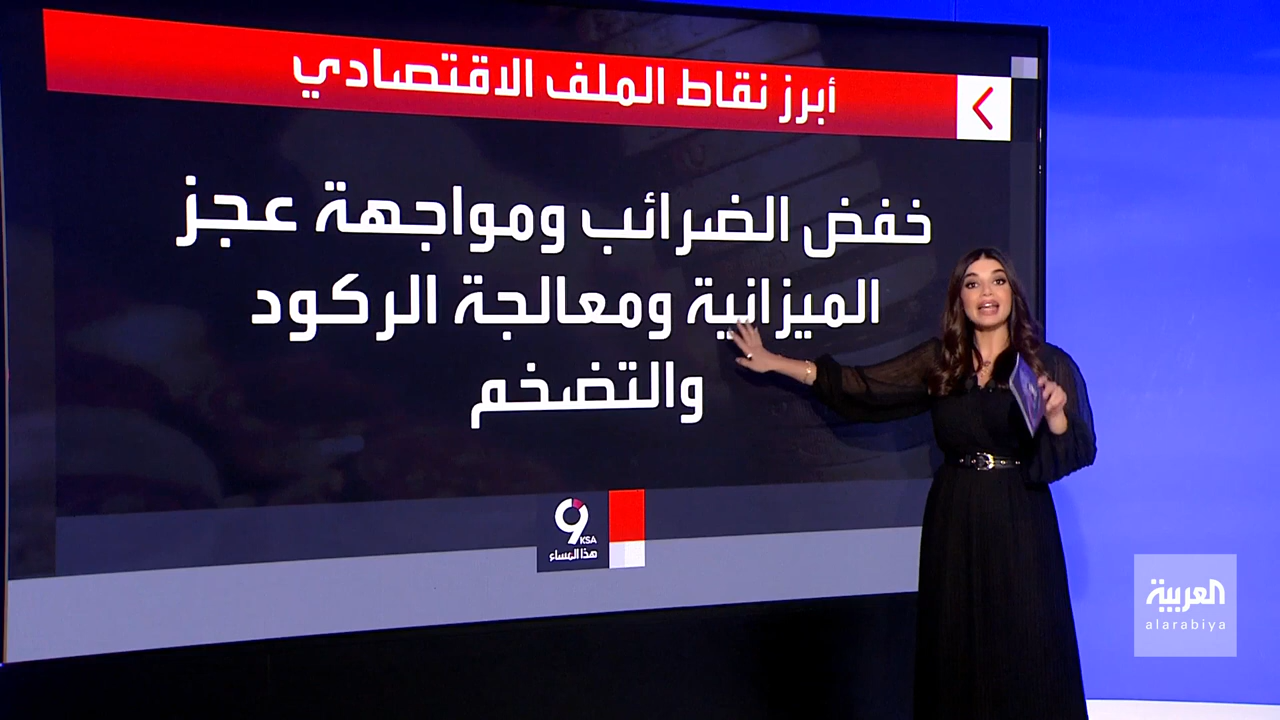 أبرز نقاط الملف الاقتصادي
خفض الضرائب ومواجهة عجز
الميزانية ومعالجة الركود
والتضخم
9
KSA
هذا المساء
العربية
alarabiya